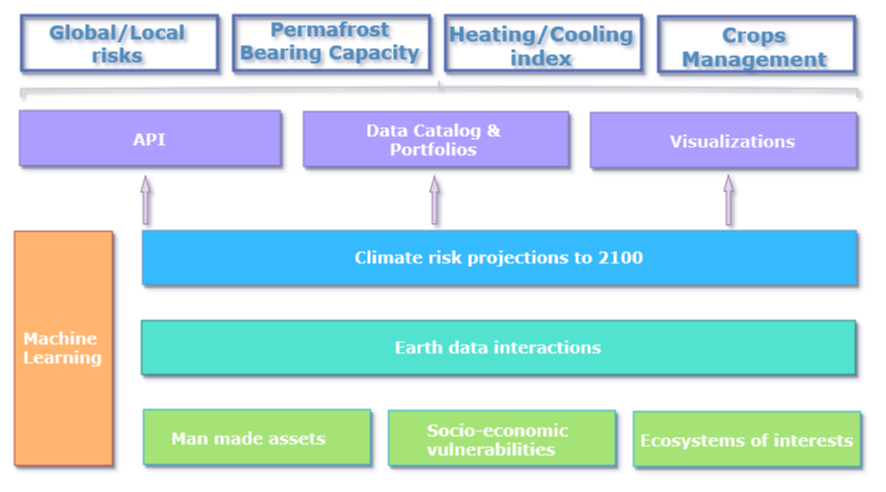 Global/Local
risks
Permafrost
Bearing Capacity
Heating/Cooling
index
Crops
Management
API
Data Catalog &
Portfolios
Visualizations
Climate risk projections to 2100
Machine
Learning
Earth data interactions
Man made assets
Socio-economic
vulnerabilities
Ecosystems of interests